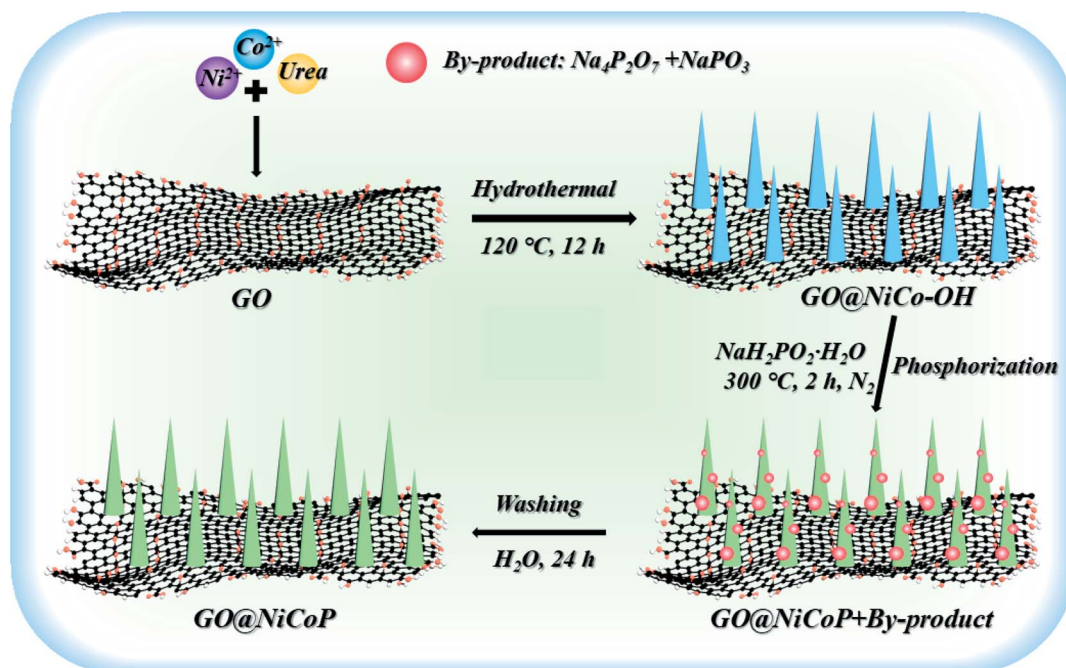 Co²⁺
Ni²⁺
Urea
+
By-product: Na₄P₂O₇ +NaPO₃
GO
Hydrothermal
120 °C, 12 h
GO@NiCo-OH
NaH₂PO₂·H₂O
300 °C, 2 h, N₂
Phosphorization
GO@NiCoP+By-product
Washing
H₂O, 24 h
GO@NiCoP